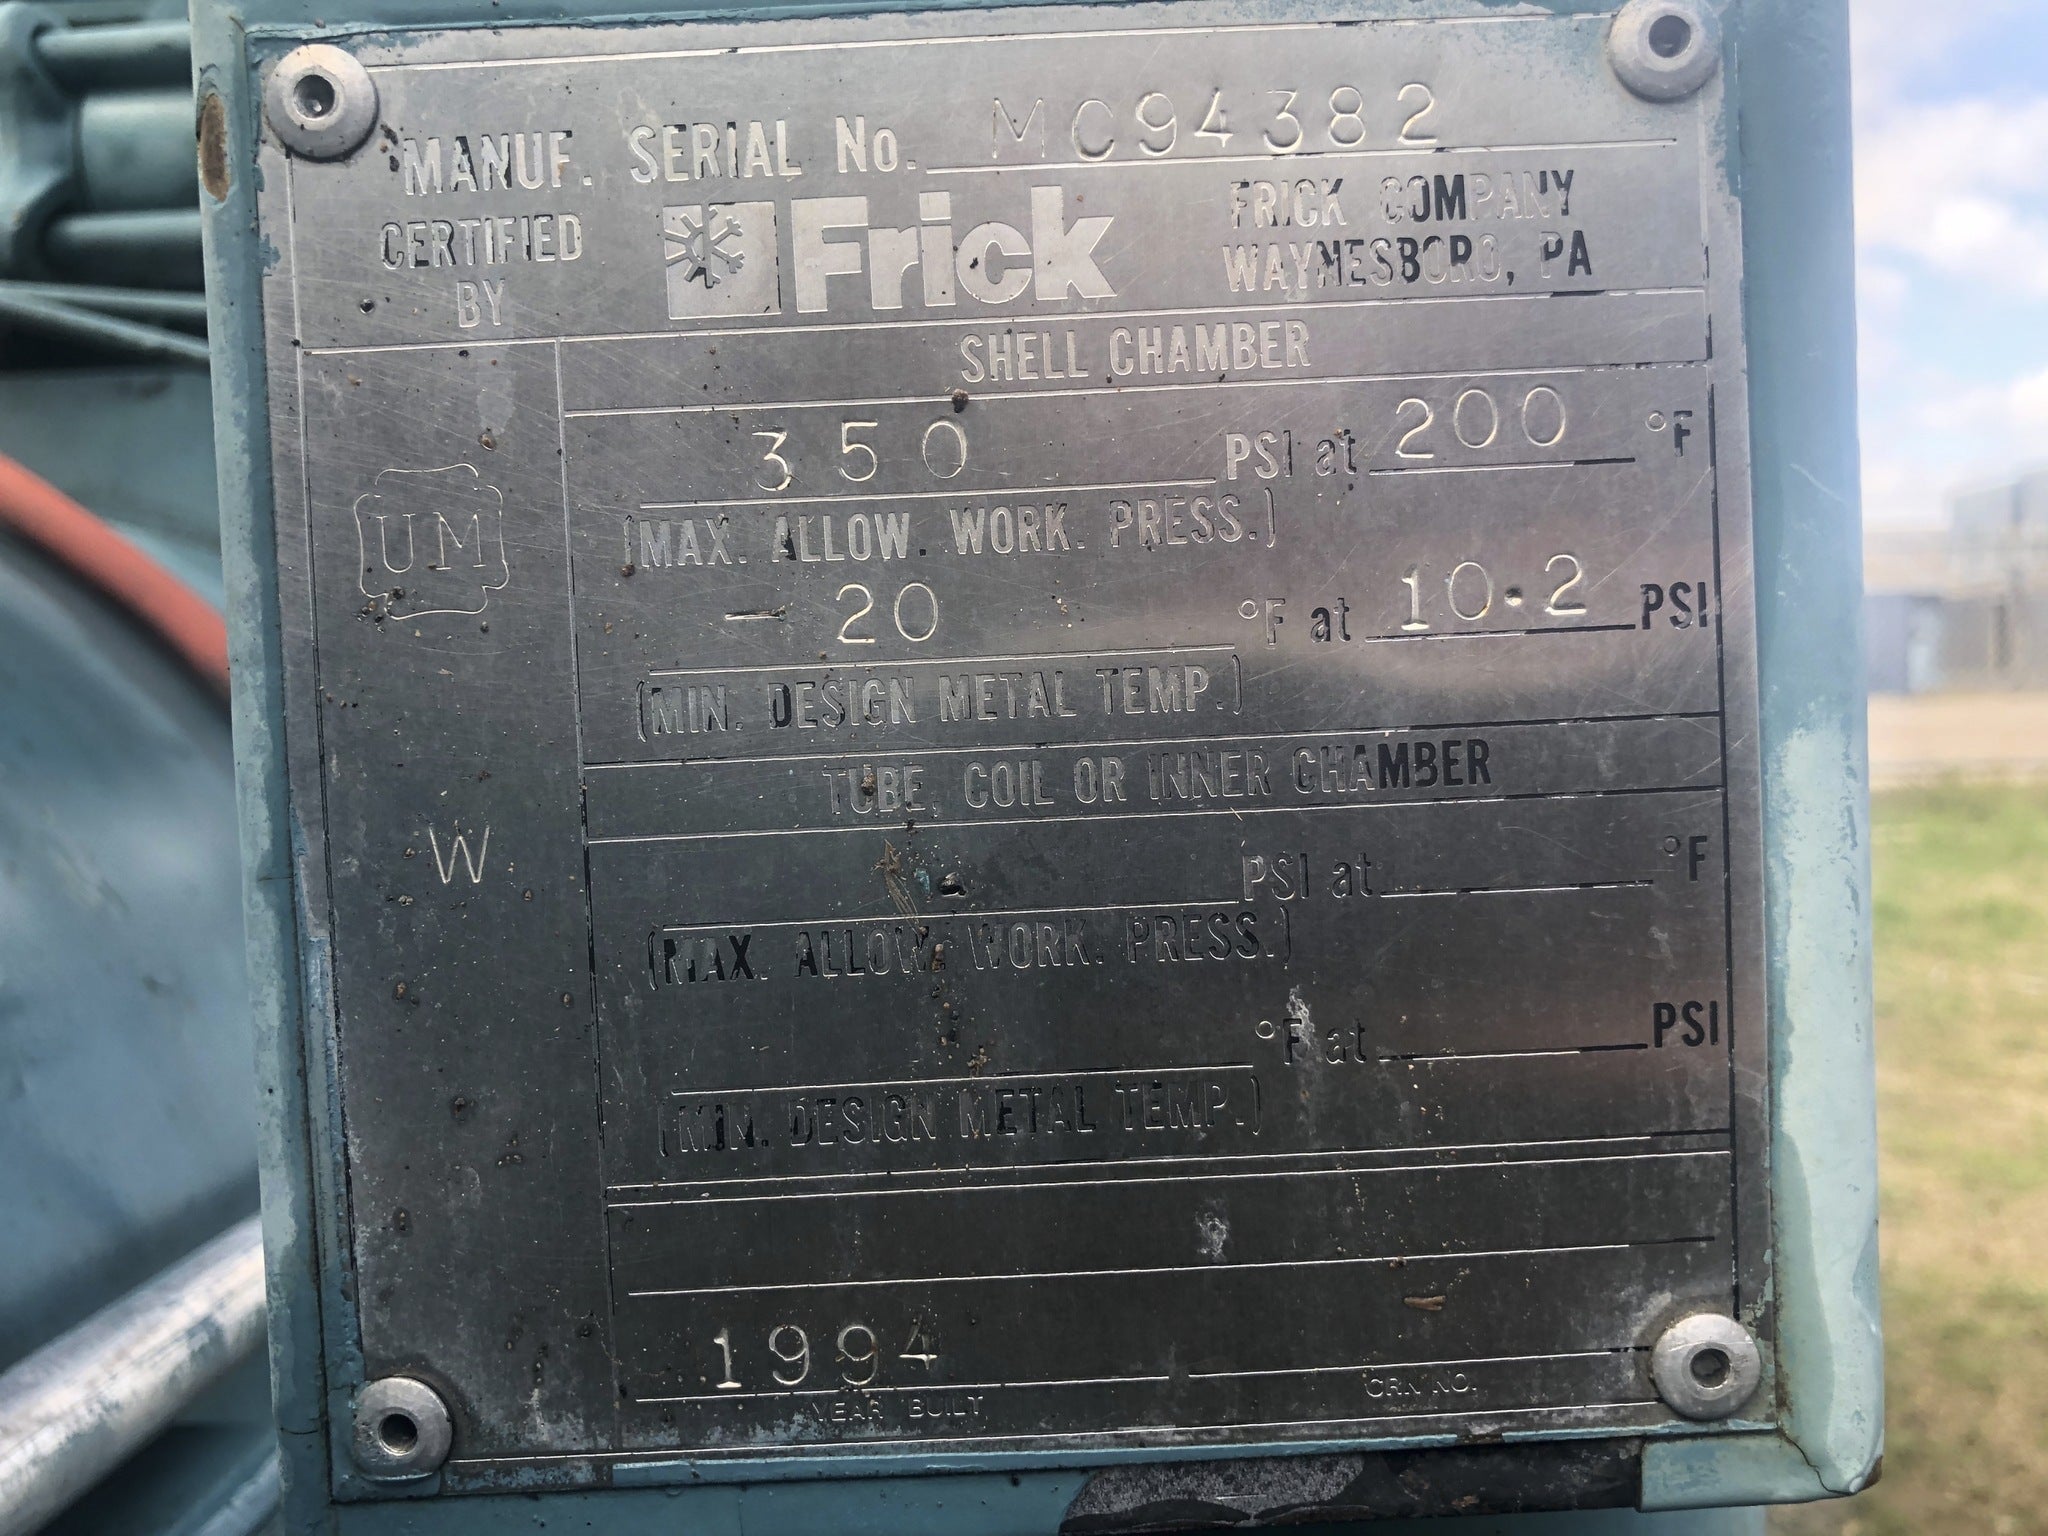 MANUF. SERIAL No. MC94382
CERTIFIED
BY
Frick
FRICK COMPANY
WAYNESBORO, PA
SHELL CHAMBER
350 PSI at 200 °F
(MAX. ALLOW. WORK. PRESS.)
UM
-20 °F at 10.2 PSI
(MIN. DESIGN METAL TEMP.)
TUBE, COIL OR INNER CHAMBER
W
PSI at °F
(MAX. ALLOW. WORK. PRESS.)
°F at PSI
(MIN. DESIGN METAL TEMP.)
1994
YEAR BUILT
CRN NO.